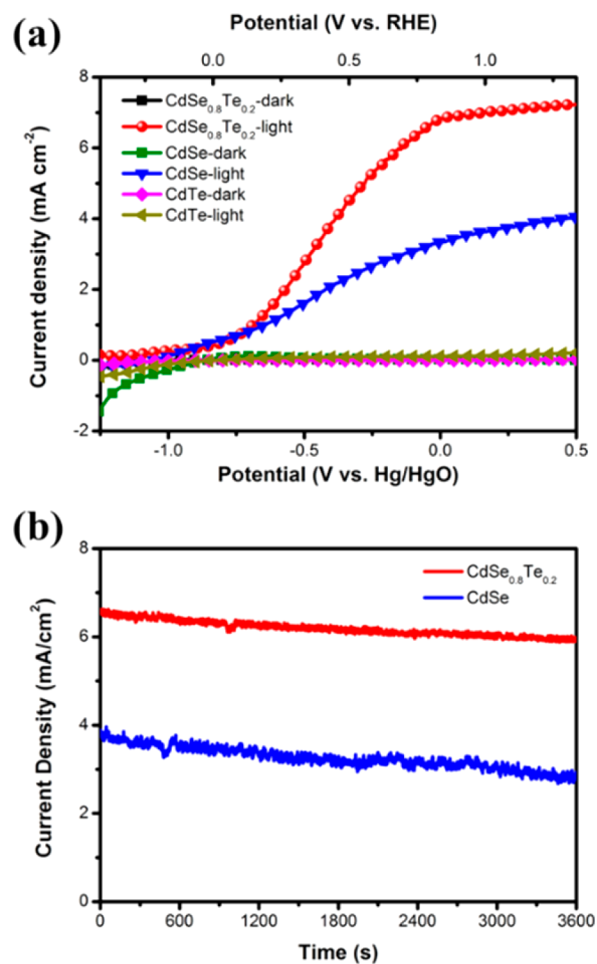 (a)
Potential (V vs. RHE)
0.0 0.5 1.0
8
6
4
2
0
-2
Current density (mA cm⁻²)
CdSe₀.₈Te₀.₂-dark
CdSe₀.₈Te₀.₂-light
CdSe-dark
CdSe-light
CdTe-dark
CdTe-light
-1.0 -0.5 0.0 0.5
Potential (V vs. Hg/HgO)
(b)
8
6
4
2
0
Current Density (mA/cm²)
CdSe₀.₈Te₀.₂
CdSe
0 600 1200 1800 2400 3000 3600
Time (s)